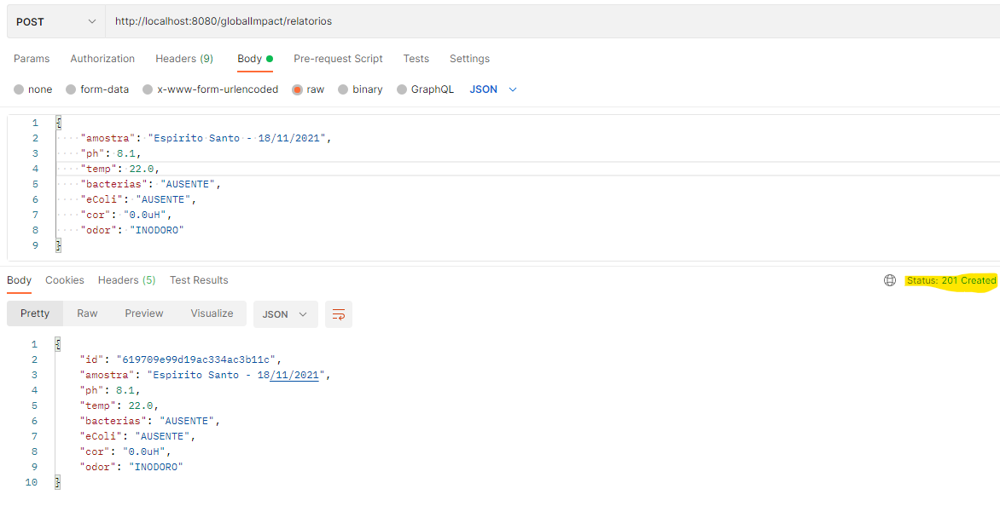 POST http://localhost:8080/globalImpact/relatorios
Params Authorization Headers (9) Body Pre-request Script Tests Settings
none form-data x-www-form-urlencoded raw binary GraphQL JSON
1 {
2 ····"amostra":·"Espirito·Santo·-·18/11/2021",
3 ····"ph":·8.1,
4 ····"temp":·22.0,
5 ····"bacterias":·"AUSENTE",
6 ····"eColi":·"AUSENTE",
7 ····"cor":·"0.0uH",
8 ····"odor":·"INODORO"
9 }
Body Cookies Headers (5) Test Results Status: 201 Created
Pretty Raw Preview Visualize JSON
1 {
2 "id": "619709e99d19ac334ac3b11c",
3 "amostra": "Espirito Santo - 18/11/2021",
4 "ph": 8.1,
5 "temp": 22.0,
6 "bacterias": "AUSENTE",
7 "eColi": "AUSENTE",
8 "cor": "0.0uH",
9 "odor": "INODORO"
10 }